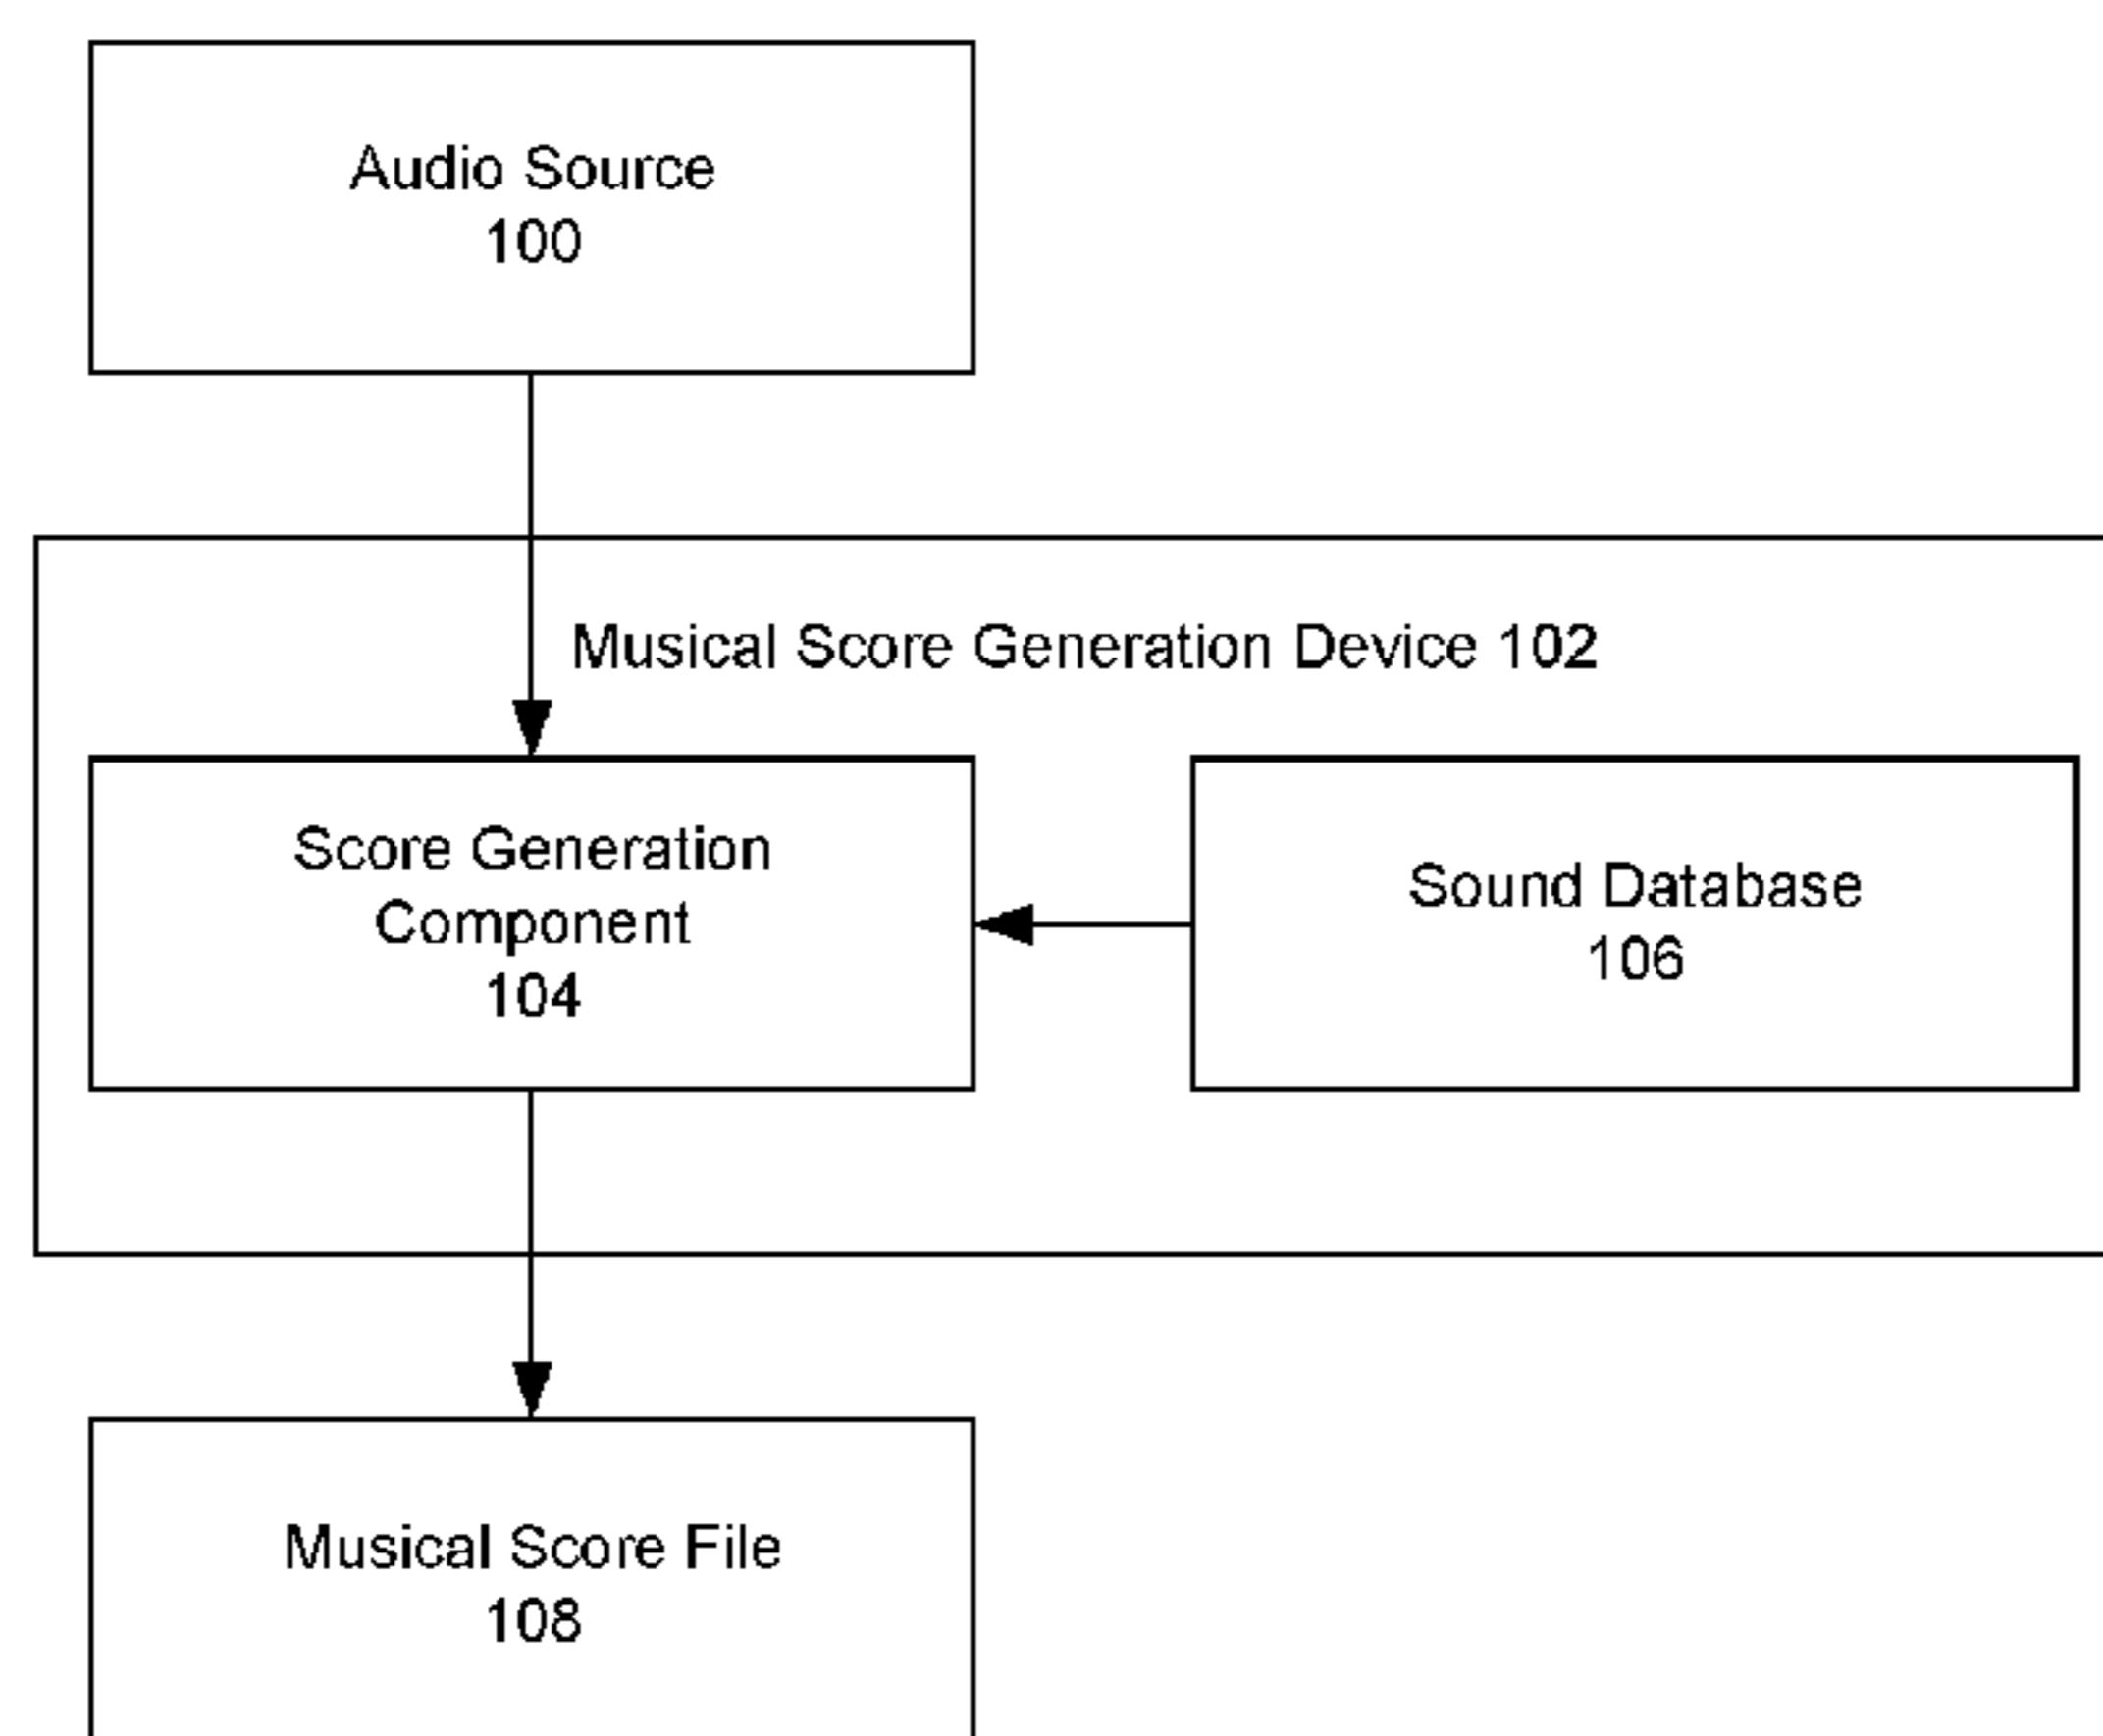 Audio Source
100
Musical Score Generation Device 102
Score Generation
Component
104
Sound Database
106
Musical Score File
108